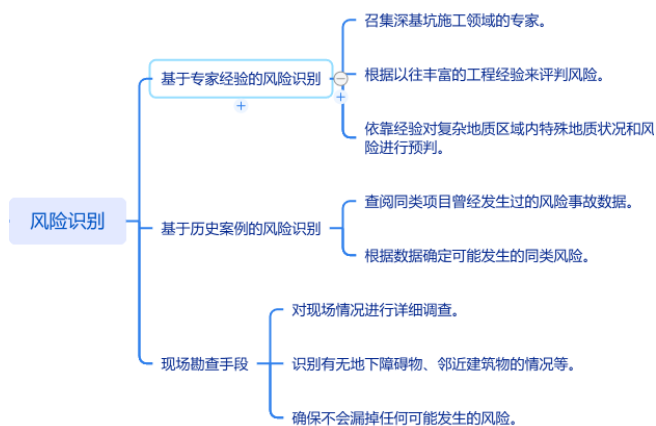 风险识别
基于专家经验的风险识别
召集深基坑施工领域的专家。
根据以往丰富的工程经验来评判风险。
依靠经验对复杂地质区域内特殊地质状况和风
险进行预判。
基于历史案例的风险识别
查阅同类项目曾经发生过的风险事故数据。
根据数据确定可能发生的同类风险。
现场勘查手段
对现场情况进行详细调查。
识别有无地下障碍物、邻近建筑物的情况等。
确保不会漏掉任何可能发生的风险。